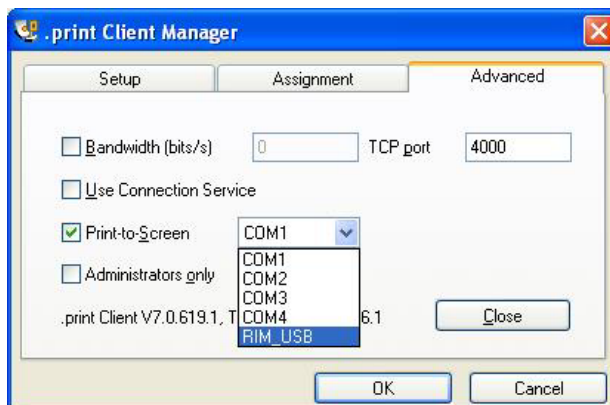 .print Client Manager
Setup Assignment Advanced
Bandwidth (bits/s) 0 TCP port 4000
Use Connection Service
Print-to-Screen COM1
COM1
Administrators only COM2
COM3
.print Client V7.0.619.1, T COM4 6.1 Close
RIM_USB
OK Cancel